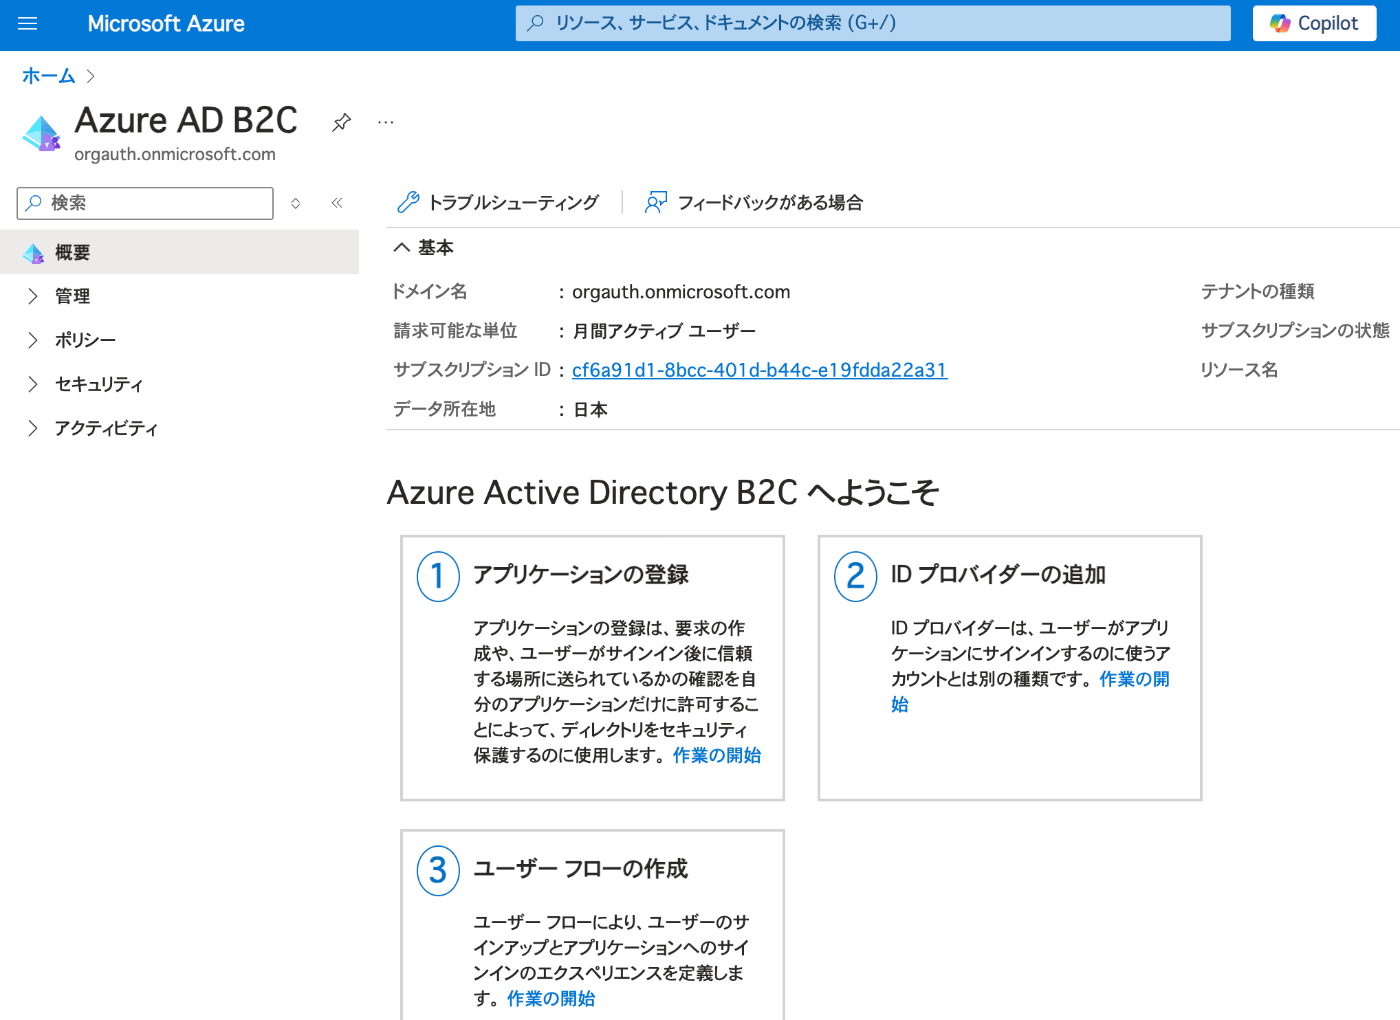 Microsoft Azure
リソース、サービス、ドキュメントの検索 (G+/)
Copilot
ホーム
Azure AD B2C
orgauth.onmicrosoft.com
検索
トラブルシューティング
フィードバックがある場合
概要
管理
ポリシー
セキュリティ
アクティビティ
基本
ドメイン名 : orgauth.onmicrosoft.com
テナントの種類
請求可能な単位 : 月間アクティブ ユーザー
サブスクリプションの状態
サブスクリプション ID : cf6a91d1-8bcc-401d-b44c-e19fdda22a31
リソース名
データ所在地 : 日本
Azure Active Directory B2C へようこそ
1 アプリケーションの登録
アプリケーションの登録は、要求の作
成や、ユーザーがサインイン後に信頼
する場所に送られているかの確認を自
分のアプリケーションだけに許可するこ
とによって、ディレクトリをセキュリティ
保護するのに使用します。作業の開始
2 ID プロバイダーの追加
ID プロバイダーは、ユーザーがアプリ
ケーションにサインインするのに使うア
カウントとは別の種類です。作業の開
始
3 ユーザー フローの作成
ユーザー フローにより、ユーザーのサ
インアップとアプリケーションへのサイ
ンインのエクスペリエンスを定義しま
す。作業の開始